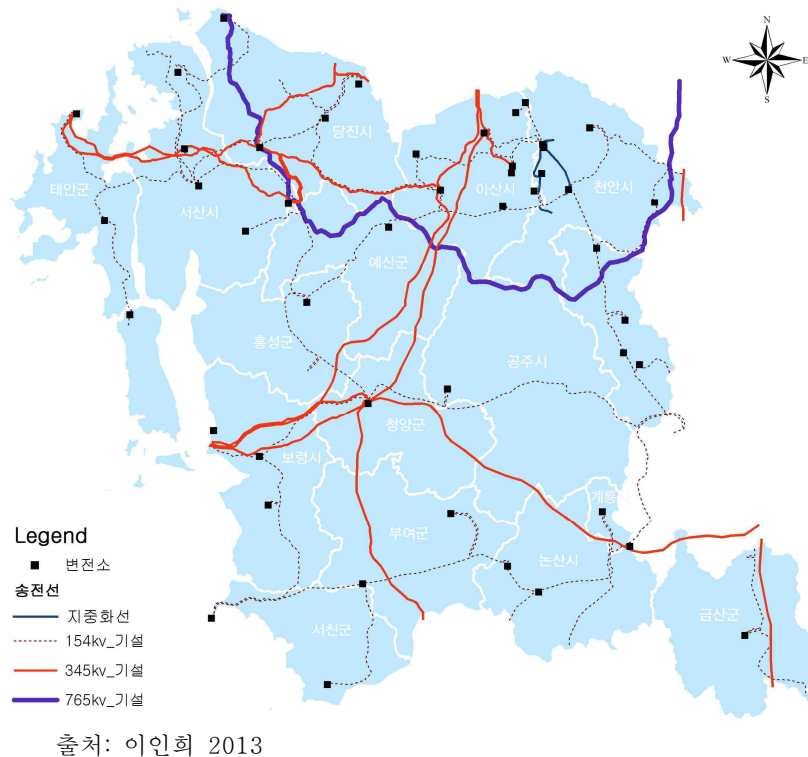 N
W
E
S
당진시
태안군
서산시
아산시
천안시
예산군
홍성군
공주시
청양군
보령시
계룡시
부여군
논산시
서천군
금산군
Legend
변전소
송전선
지중화선
154kv_기설
345kv_기설
765kv_기설
출처: 이인희 2013